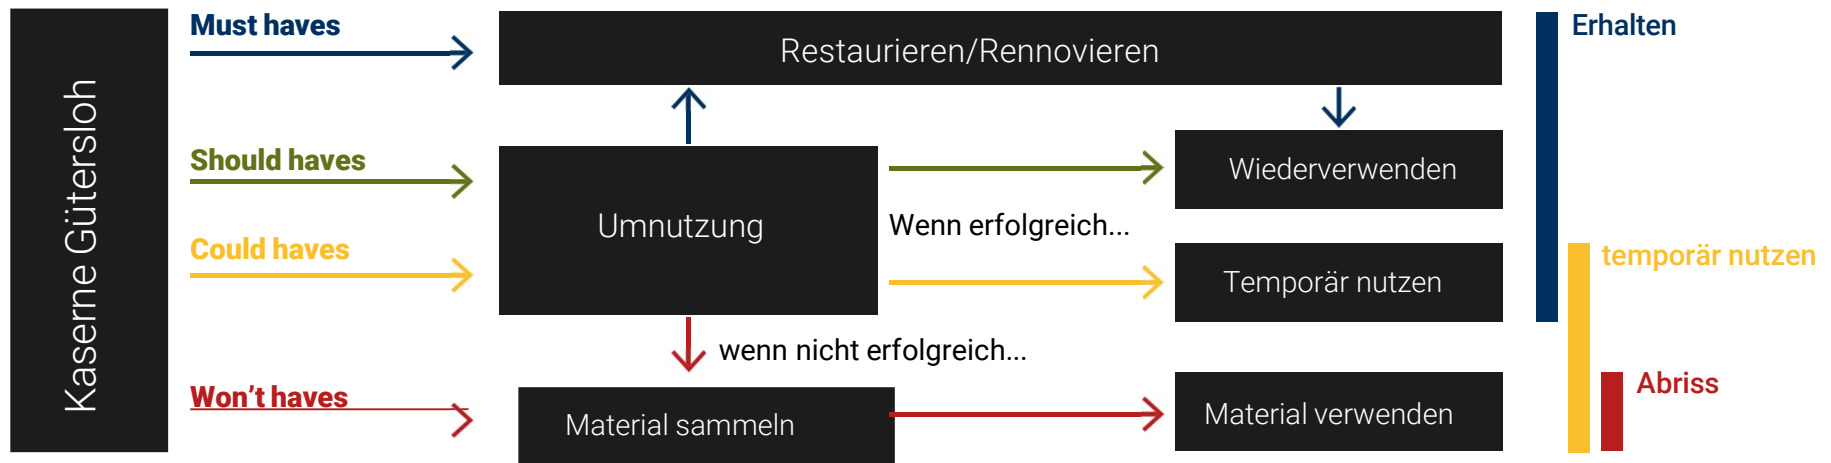 Kaserne Gütersloh
Must haves
Restaurieren/Rennovieren
Erhalten
Should haves
Wiederverwenden
Umnutzung
Wenn erfolgreich...
Could haves
temporär nutzen
Temporär nutzen
wenn nicht erfolgreich...
Won’t haves
Abriss
Material sammeln
Material verwenden